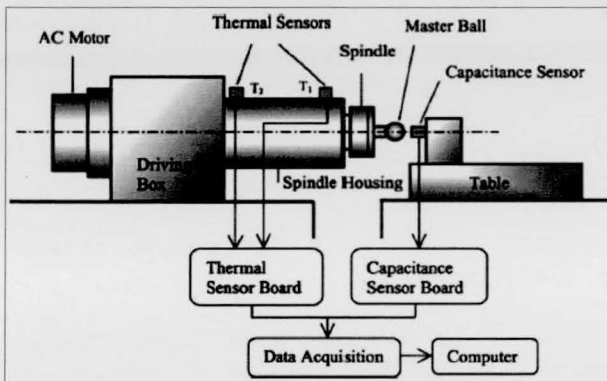 Thermal Sensors
Master Ball
AC Motor
Spindle
Capacitance
Sensor
T₂
T₁
Driving
Box
Spindle Housing
Table
Thermal
Sensor Board
Capacitance
Sensor Board
Data Acquisition
Computer